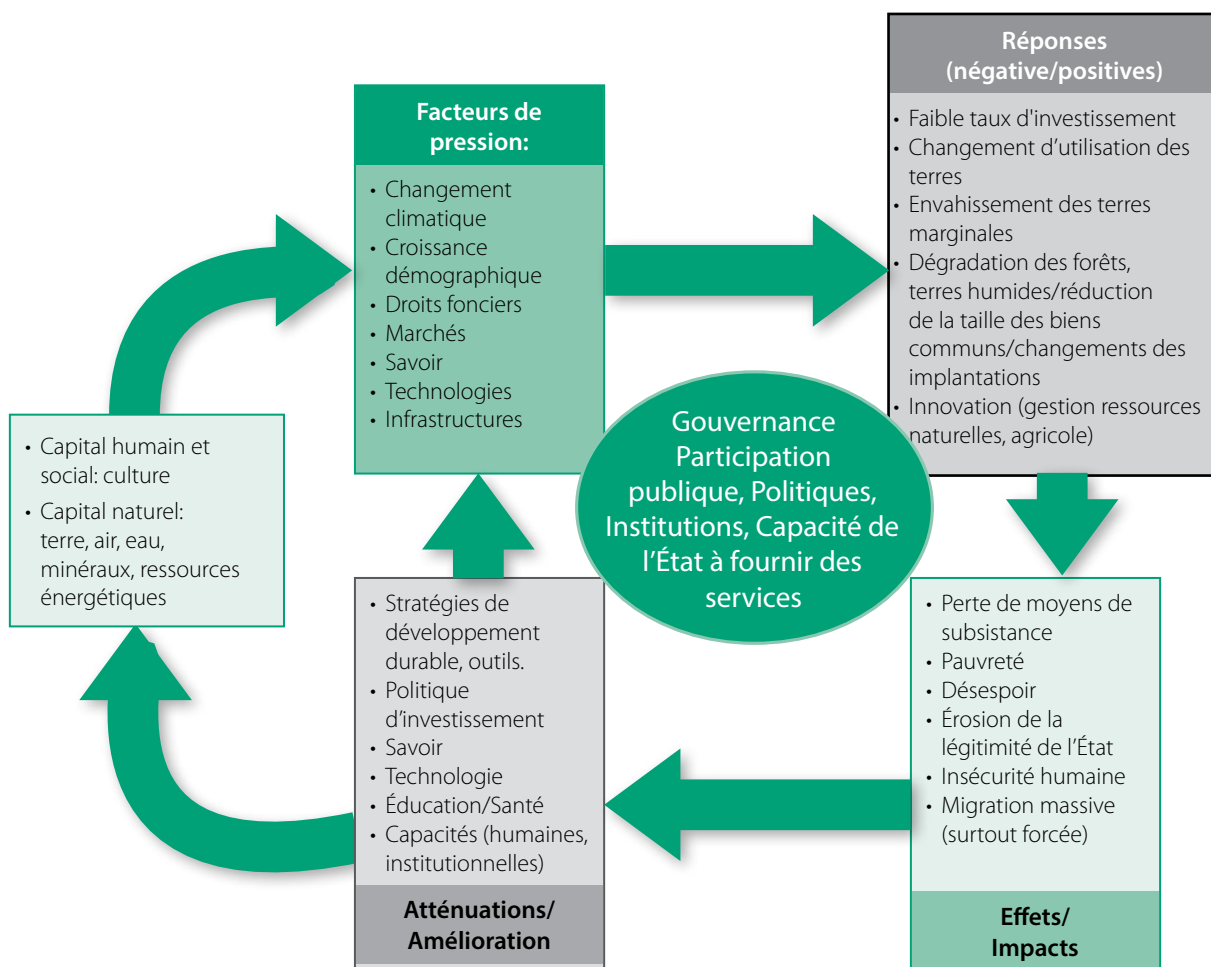 Facteurs de
pression:
• Changement
climatique
• Croissance
démographique
• Droits fonciers
• Marchés
• Savoir
• Technologies
• Infrastructures
Réponses
(négative/positives)
• Faible taux d'investissement
• Changement d’utilisation des
terres
• Envahissement des terres
marginales
• Dégradation des forêts,
terres humides/réduction
de la taille des biens
communs/changements des
implantations
• Innovation (gestion ressources
naturelles, agricole)
Gouvernance
Participation
publique, Politiques,
Institutions, Capacité de
l’État à fournir des
services
• Capital humain et
social: culture
• Capital naturel:
terre, air, eau,
minéraux, ressources
énergétiques
• Stratégies de
développement
durable, outils.
• Politique
d’investissement
• Savoir
• Technologie
• Éducation/Santé
• Capacités (humaines,
institutionnelles)
Atténuations/
Amélioration
• Perte de moyens de
subsistance
• Pauvreté
• Désespoir
• Érosion de la
légitimité de l’État
• Insécurité humaine
• Migration massive
(surtout forcée)
Effets/
Impacts